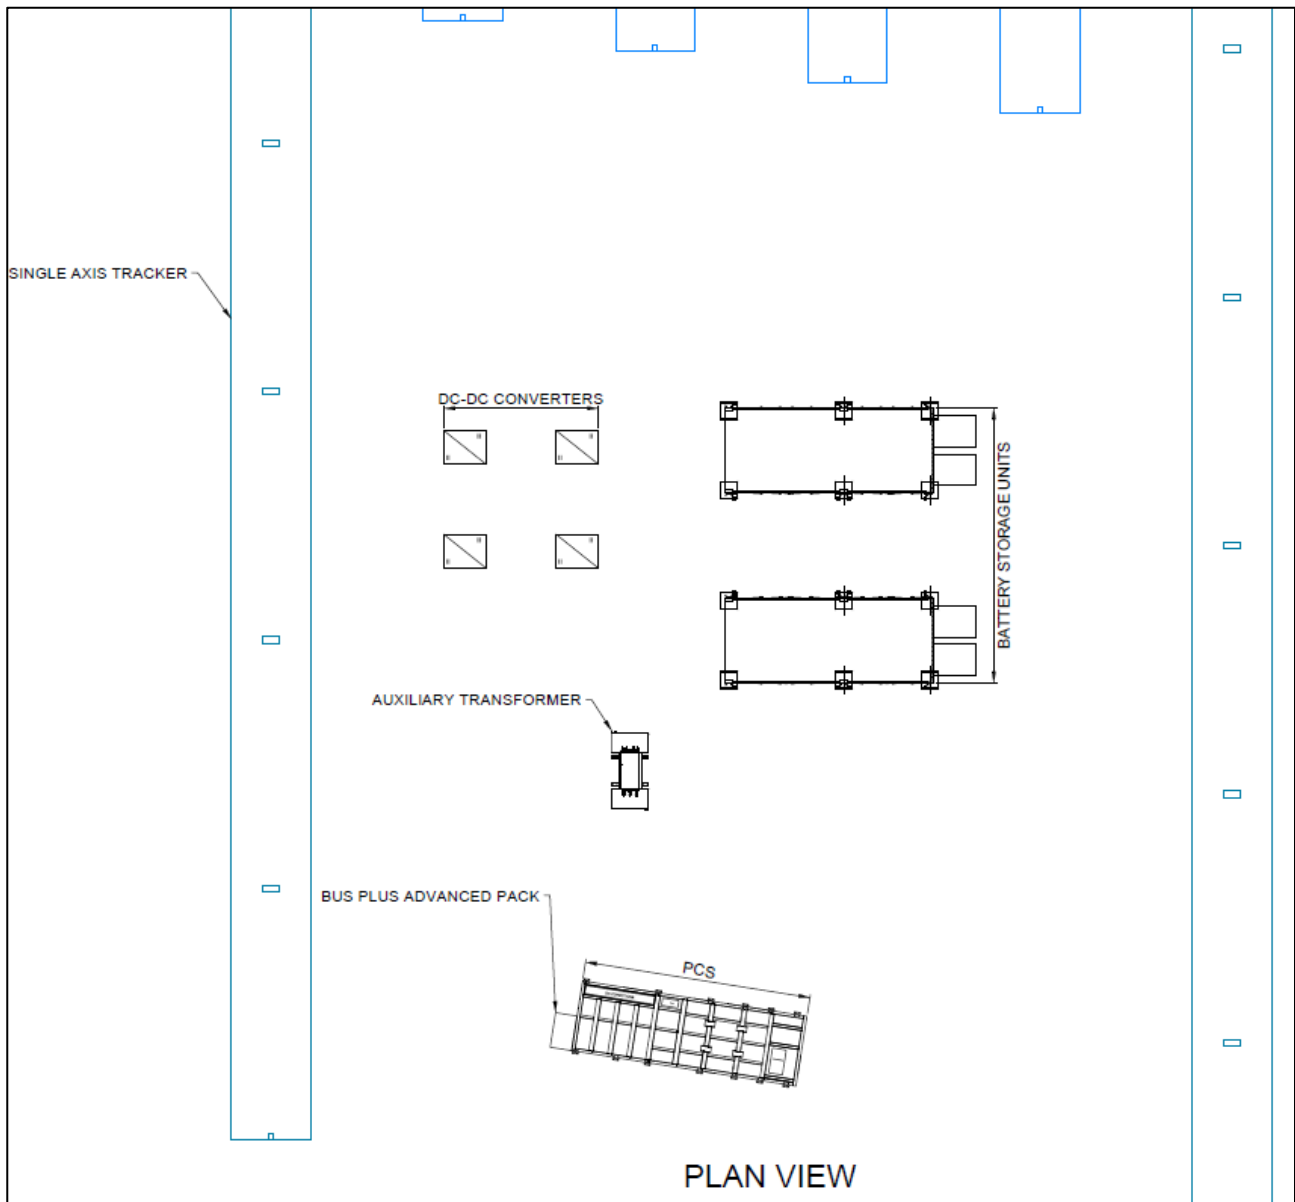 SINGLE AXIS TRACKER
DC-DC CONVERTERS
BATTERY STORAGE UNITS
AUXILIARY TRANSFORMER
BUS PLUS ADVANCED PACK
PCS
PLAN VIEW